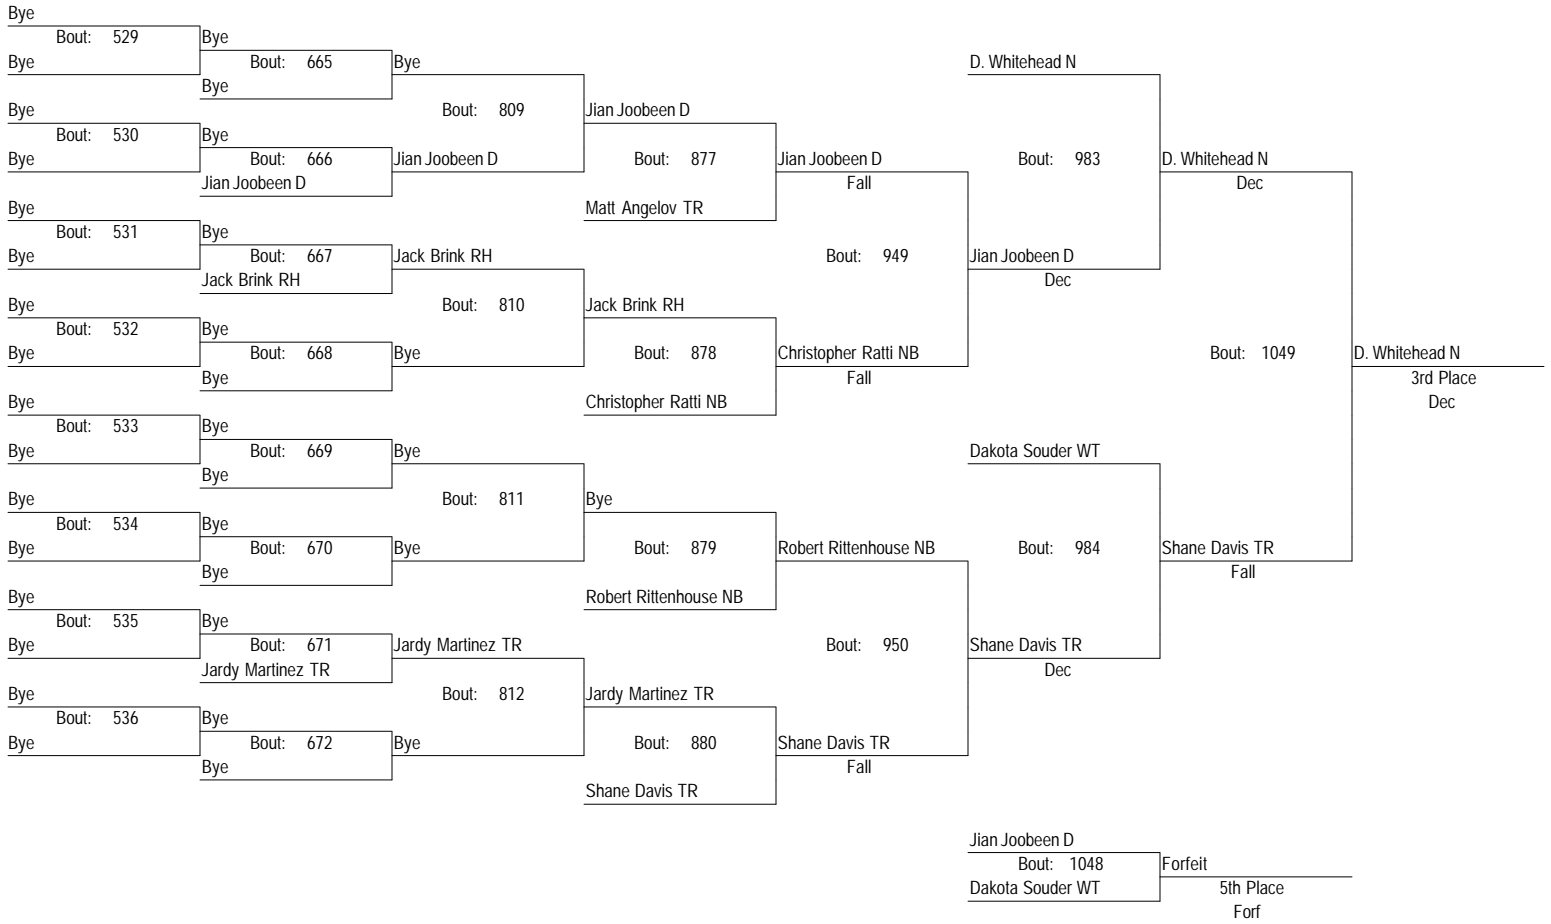 Bye
Bout: 529 Bye
Bye Bout: 665 Bye D. Whitehead N
Bye
Bye Bout: 809 Jian Joobeen D
Bout: 530 Bye
Bye Bout: 666 Jian Joobeen D Bout: 877 Jian Joobeen D Bout: 983 D. Whitehead N
Jian Joobeen D Fall Dec
Bye Matt Angelov TR
Bout: 531 Bye
Bye Bout: 667 Jack Brink RH Bout: 949 Jian Joobeen D
Jack Brink RH Dec
Bye Bout: 810 Jack Brink RH
Bout: 532 Bye
Bye Bout: 668 Bye Bout: 878 Christopher Ratti NB Bout: 1049 D. Whitehead N
Bye Fall 3rd Place
Bye Christopher Ratti NB Dec
Bout: 533 Bye
Bye Bout: 669 Bye Dakota Souder WT
Bye
Bye Bout: 811 Bye
Bout: 534 Bye
Bye Bout: 670 Bye Bout: 879 Robert Rittenhouse NB Bout: 984 Shane Davis TR
Bye Fall
Bye Robert Rittenhouse NB
Bout: 535 Bye
Bye Bout: 671 Jardy Martinez TR Bout: 950 Shane Davis TR
Jardy Martinez TR Dec
Bye Bout: 812 Jardy Martinez TR
Bout: 536 Bye
Bye Bout: 672 Bye Bout: 880 Shane Davis TR
Bye Fall
Shane Davis TR
Jian Joobeen D
Bout: 1048 Forfeit
Dakota Souder WT 5th Place
Forf